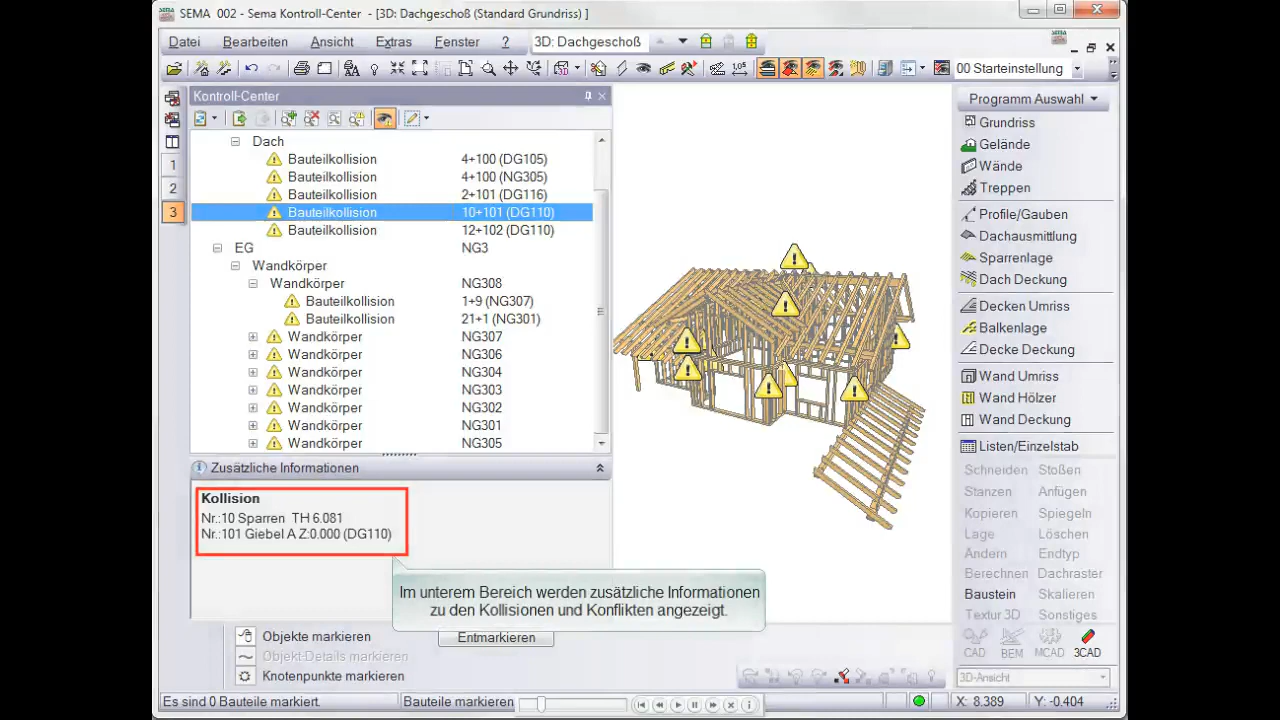 SEMA 002 - Sema Kontroll-Center - [3D: Dachgeschoß (Standard Grundriss) ]
Datei Bearbeiten Ansicht Extras Fenster ? 3D: Dachgeschoß
00 Starteinstellung
Kontroll-Center
Dach
Bauteilkollision 4+100 (DG105)
Bauteilkollision 4+100 (NG305)
Bauteilkollision 2+101 (DG116)
Bauteilkollision 10+101 (DG110)
Bauteilkollision 12+102 (DG110)
EG NG3
Wandkörper
Wandkörper NG308
Bauteilkollision 1+9 (NG307)
Bauteilkollision 21+1 (NG301)
Wandkörper NG307
Wandkörper NG306
Wandkörper NG304
Wandkörper NG303
Wandkörper NG302
Wandkörper NG301
Wandkörper NG305
1
2
3
Zusätzliche Informationen
Kollision
Nr.:10 Sparren TH 6.081
Nr.:101 Giebel A Z:0.000 (DG110)
Im unterem Bereich werden zusätzliche Informationen
zu den Kollisionen und Konflikten angezeigt.
Objekte markieren Entmarkieren
Objekt-Details markieren
Knotenpunkte markieren
Programm Auswahl
Grundriss
Gelände
Wände
Treppen
Profile/Gauben
Dachausmittlung
Sparrenlage
Dach Deckung
Decken Umriss
Balkenlage
Decke Deckung
Wand Umriss
Wand Hölzer
Wand Deckung
Listen/Einzelstab
Schneiden Stoßen
Stanzen Anfügen
Kopieren Spiegeln
Lage Löschen
Ändern Endtyp
Berechnen Dachraster
Baustein Skalieren
Textur 3D Sonstiges
CAD BEM MCAD 3CAD
3D-Ansicht
Es sind 0 Bauteile markiert. Bauteile markieren X: 8.389 Y: -0.404